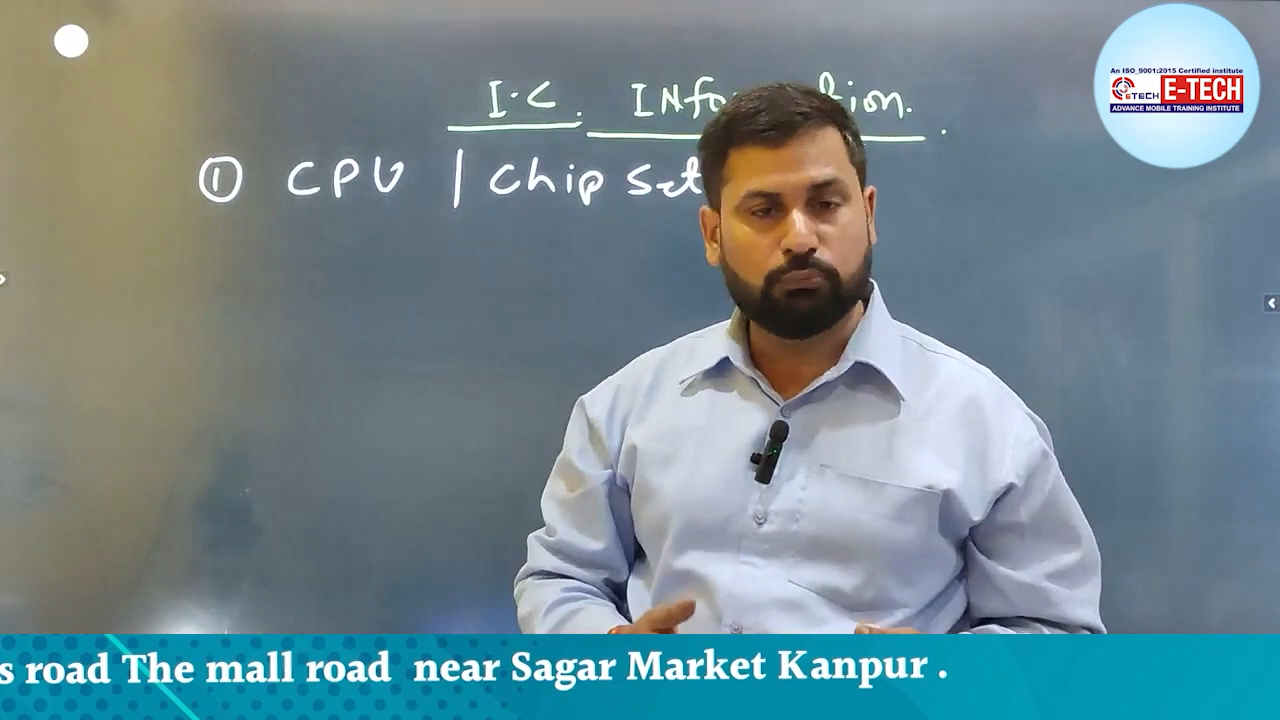 I.C. INfo
① CPU | Chip Set
An ISO 9001:2015 Certified institute
ETECH E-TECH
ADVANCE MOBILE TRAINING INSTITUTE
s road The mall road near Sagar Market Kanpur .